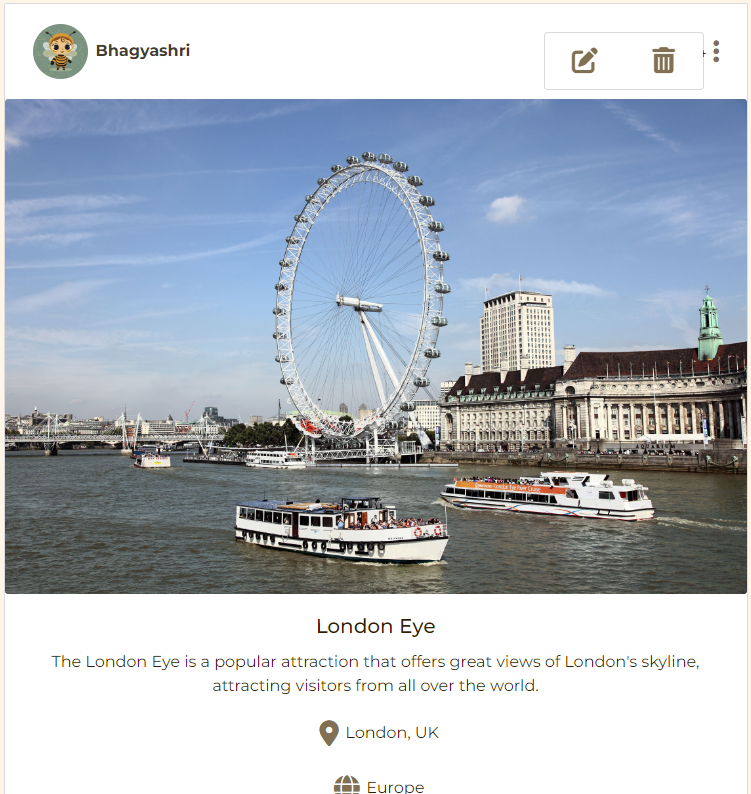 Bhagyashri
London Eye
The London Eye is a popular attraction that offers great views of London's skyline,
attracting visitors from all over the world.
London, UK
Europe